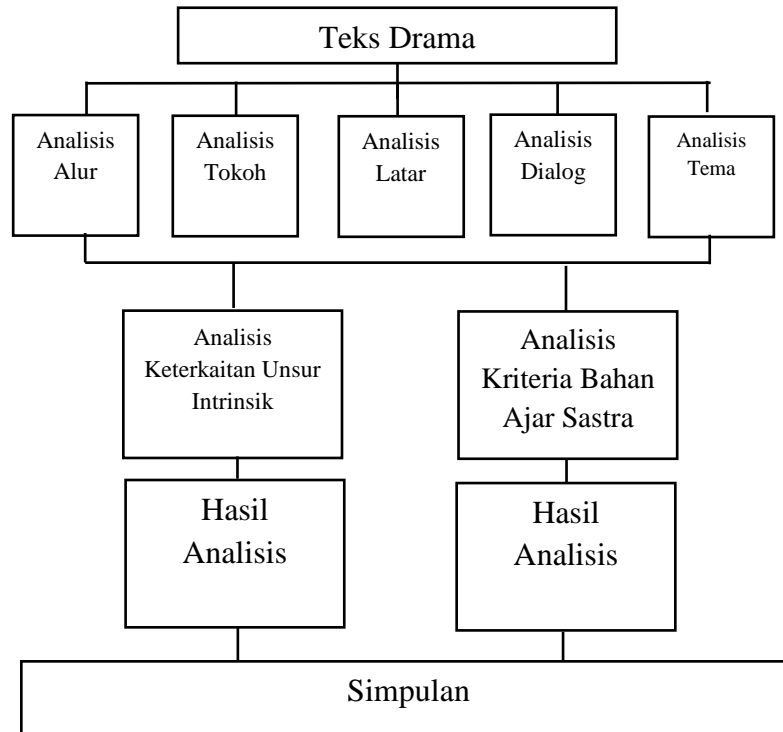 Teks Drama
Analisis
Alur
Analisis
Tokoh
Analisis
Latar
Analisis
Dialog
Analisis
Tema
Analisis
Keterkaitan Unsur
Intrinsik
Analisis
Kriteria Bahan
Ajar Sastra
Hasil
Analisis
Hasil
Analisis
Simpulan